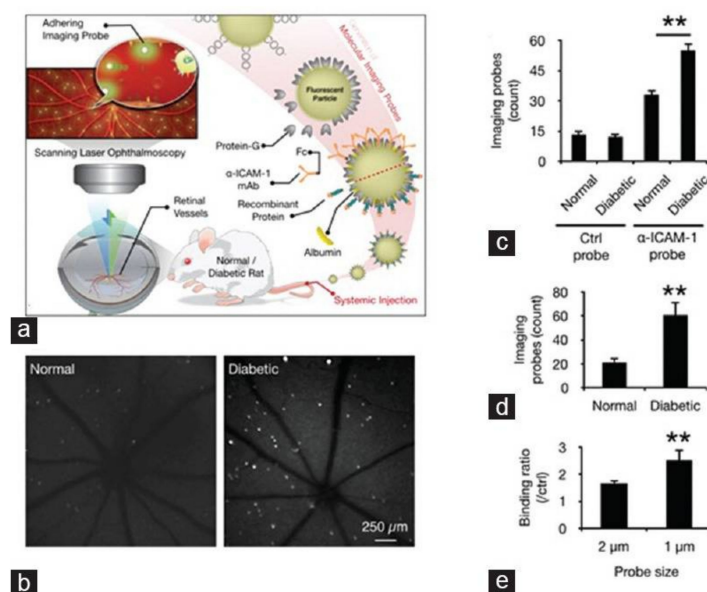 Adhering
Imaging Probe
Molecular Imaging Probes
Fluorescent
Particle
Protein-G
Fc
Scanning Laser Ophthalmoscopy
α-ICAM-1
mAb
Recombinant
Protein
Retinal
Vessels
Albumin
Normal /
Diabetic Rat
Systemic Injection
a
Normal
Diabetic
250 µm
b
**
Imaging probes
(count)
60
45
30
15
0
Normal
Diabetic
Normal
Diabetic
Ctrl
probe
α-ICAM-1
probe
c
**
Imaging
probes (count)
80
60
40
20
0
Normal
Diabetic
d
**
Binding ratio
(/ctrl)
3
2
1
0
2 µm
1 µm
Probe size
e